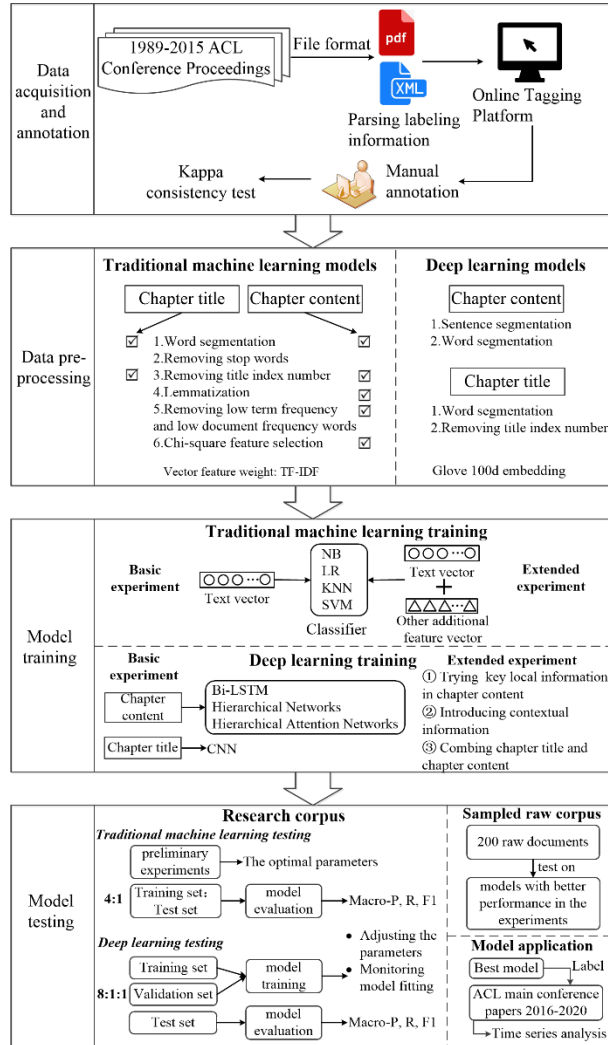 Data
acquisition
and
annotation
1989-2015 ACL
Conference Proceedings
File format
pdf
XML
Parsing labeling
information
Online Tagging
Platform
Manual
annotation
Kappa
consistency test
Data pre-
processing
Traditional machine learning models
Chapter title
Chapter content
1.Word segmentation
2.Removing stop words
3.Removing title index number
4.Lemmatization
5.Removing low term frequency
and low document frequency words
6.Chi-square feature selection
Vector feature weight: TF-IDF
Deep learning models
Chapter content
1.Sentence segmentation
2.Word segmentation
Chapter title
1.Word segmentation
2.Removing title index number
Glove 100d embedding
Model
training
Traditional machine learning training
Basic
experiment
Text vector
NB
LR
KNN
SVM
Classifier
Text vector
Other additional
feature vector
Extended
experiment
Basic
experiment
Deep learning training
Chapter
content
Bi-LSTM
Hierarchical Networks
Hierarchical Attention Networks
Chapter title
CNN
Extended experiment
① Trying key local information
in chapter content
② Introducing contextual
information
③ Combing chapter title and
chapter content
Model
testing
Research corpus
Traditional machine learning testing
preliminary
experiments
The optimal parameters
4:1
Training set:
Test set
model
evaluation
Macro-P, R, F1
Deep learning testing
Training set
8:1:1
Validation set
model
training
• Adjusting the
parameters
• Monitoring
model fitting
Test set
model
evaluation
Macro-P, R, F1
Sampled raw corpus
200 raw documents
test on
models with better
performance in the
experiments
Model application
Best model
Label
ACL main conference
papers 2016-2020
Time series analysis